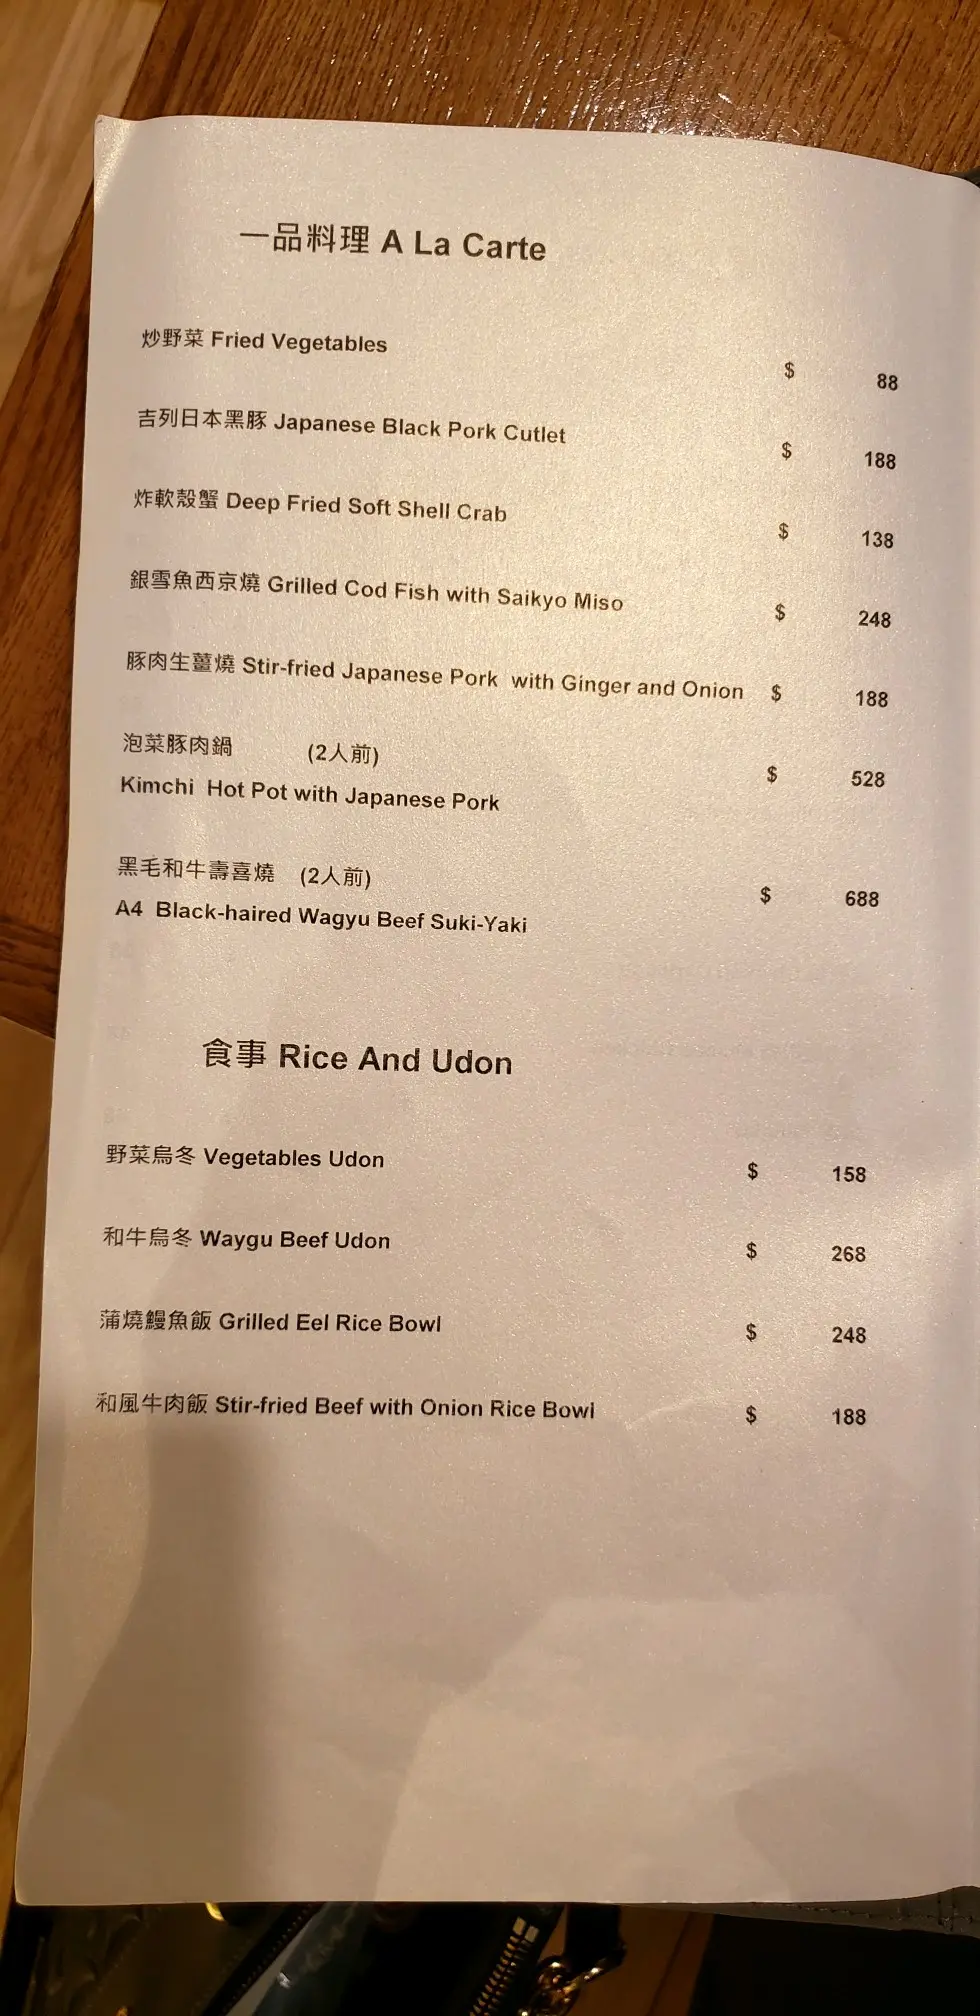 一品料理 A La Carte
炒野菜 Fried Vegetables $ 88
吉列日本黑豚 Japanese Black Pork Cutlet $ 188
炸軟殼蟹 Deep Fried Soft Shell Crab $ 138
銀雪魚西京燒 Grilled Cod Fish with Saikyo Miso $ 248
豚肉生薑燒 Stir-fried Japanese Pork with Ginger and Onion $ 188
泡菜豚肉鍋 (2人前) $ 528
Kimchi Hot Pot with Japanese Pork
黑毛和牛壽喜燒 (2人前) $ 688
A4 Black-haired Wagyu Beef Suki-Yaki
食事 Rice And Udon
野菜烏冬 Vegetables Udon $ 158
和牛烏冬 Waygu Beef Udon $ 268
蒲燒鰻魚飯 Grilled Eel Rice Bowl $ 248
和風牛肉飯 Stir-fried Beef with Onion Rice Bowl $ 188